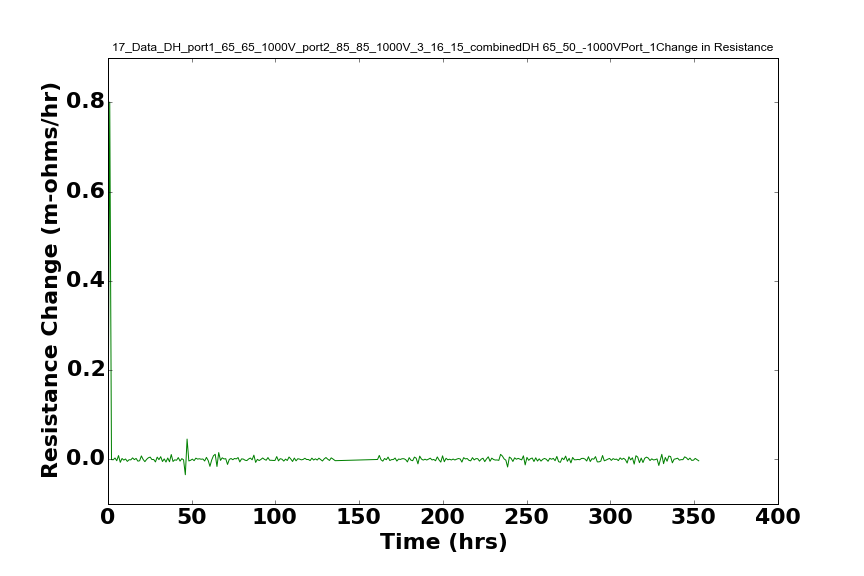 17_Data_DH_port1_65_65_1000V_port2_85_85_1000V_3_16_15_combinedDH 65_50_-1000VPort_1Change in Resistance
Resistance Change (m-ohms/hr)
0.8
0.6
0.4
0.2
0.0
0 50 100 150 200 250 300 350 400
Time (hrs)